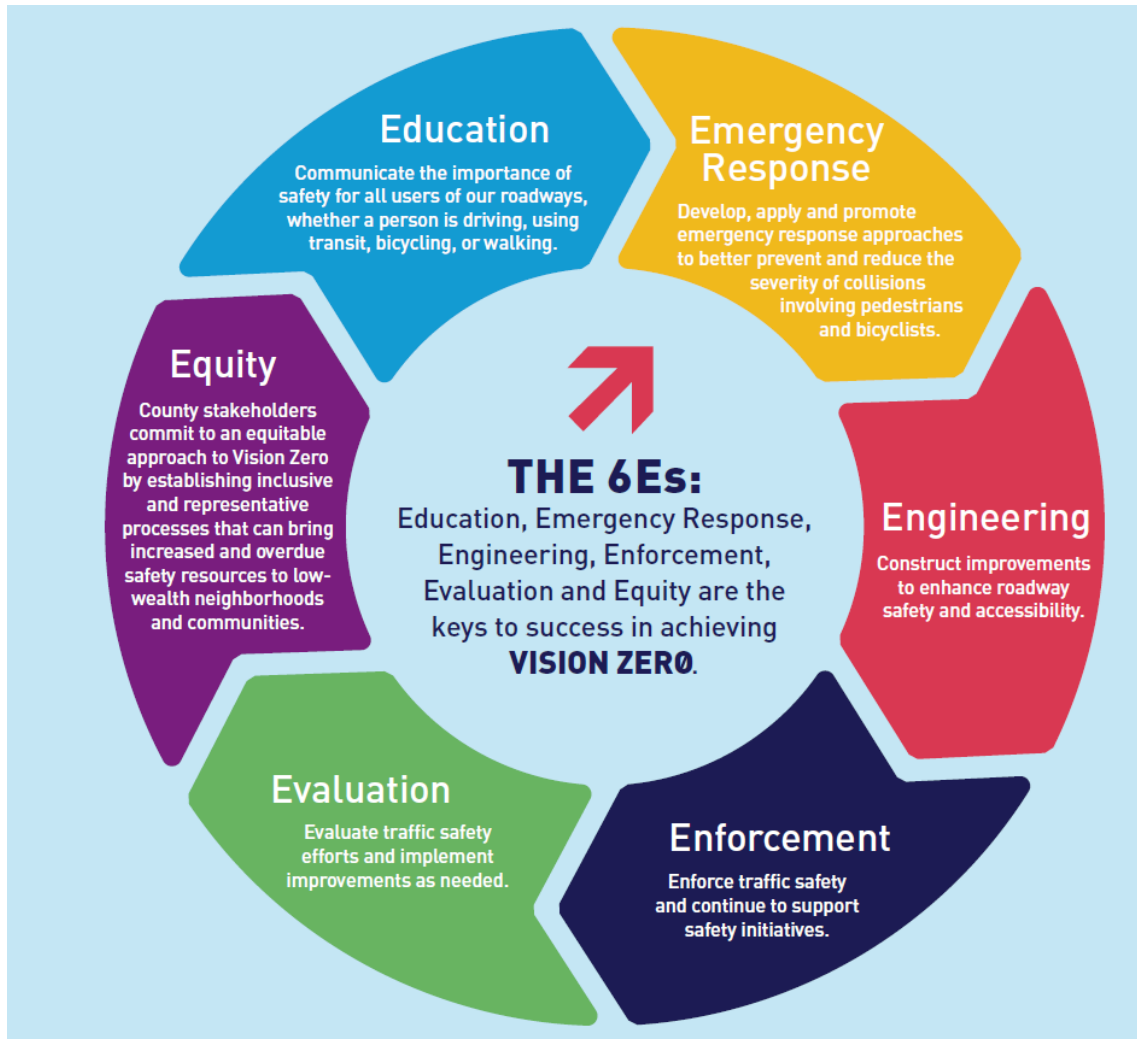 Education
Communicate the importance of
safety for all users of our roadways,
whether a person is driving, using
transit, bicycling, or walking.
Emergency
Response
Develop, apply and promote
emergency response approaches
to better prevent and reduce the
severity of collisions
involving pedestrians
and bicyclists.
Engineering
Construct improvements
to enhance roadway
safety and accessibility.
Enforcement
Enforce traffic safety
and continue to support
safety initiatives.
Evaluation
Evaluate traffic safety
efforts and implement
improvements as needed.
Equity
County stakeholders
commit to an equitable
approach to Vision Zero
by establishing inclusive
and representative
processes that can bring
increased and overdue
safety resources to low-
wealth neighborhoods
and communities.
THE 6Es:
Education, Emergency Response,
Engineering, Enforcement,
Evaluation and Equity are the
keys to success in achieving
VISION ZERØ.